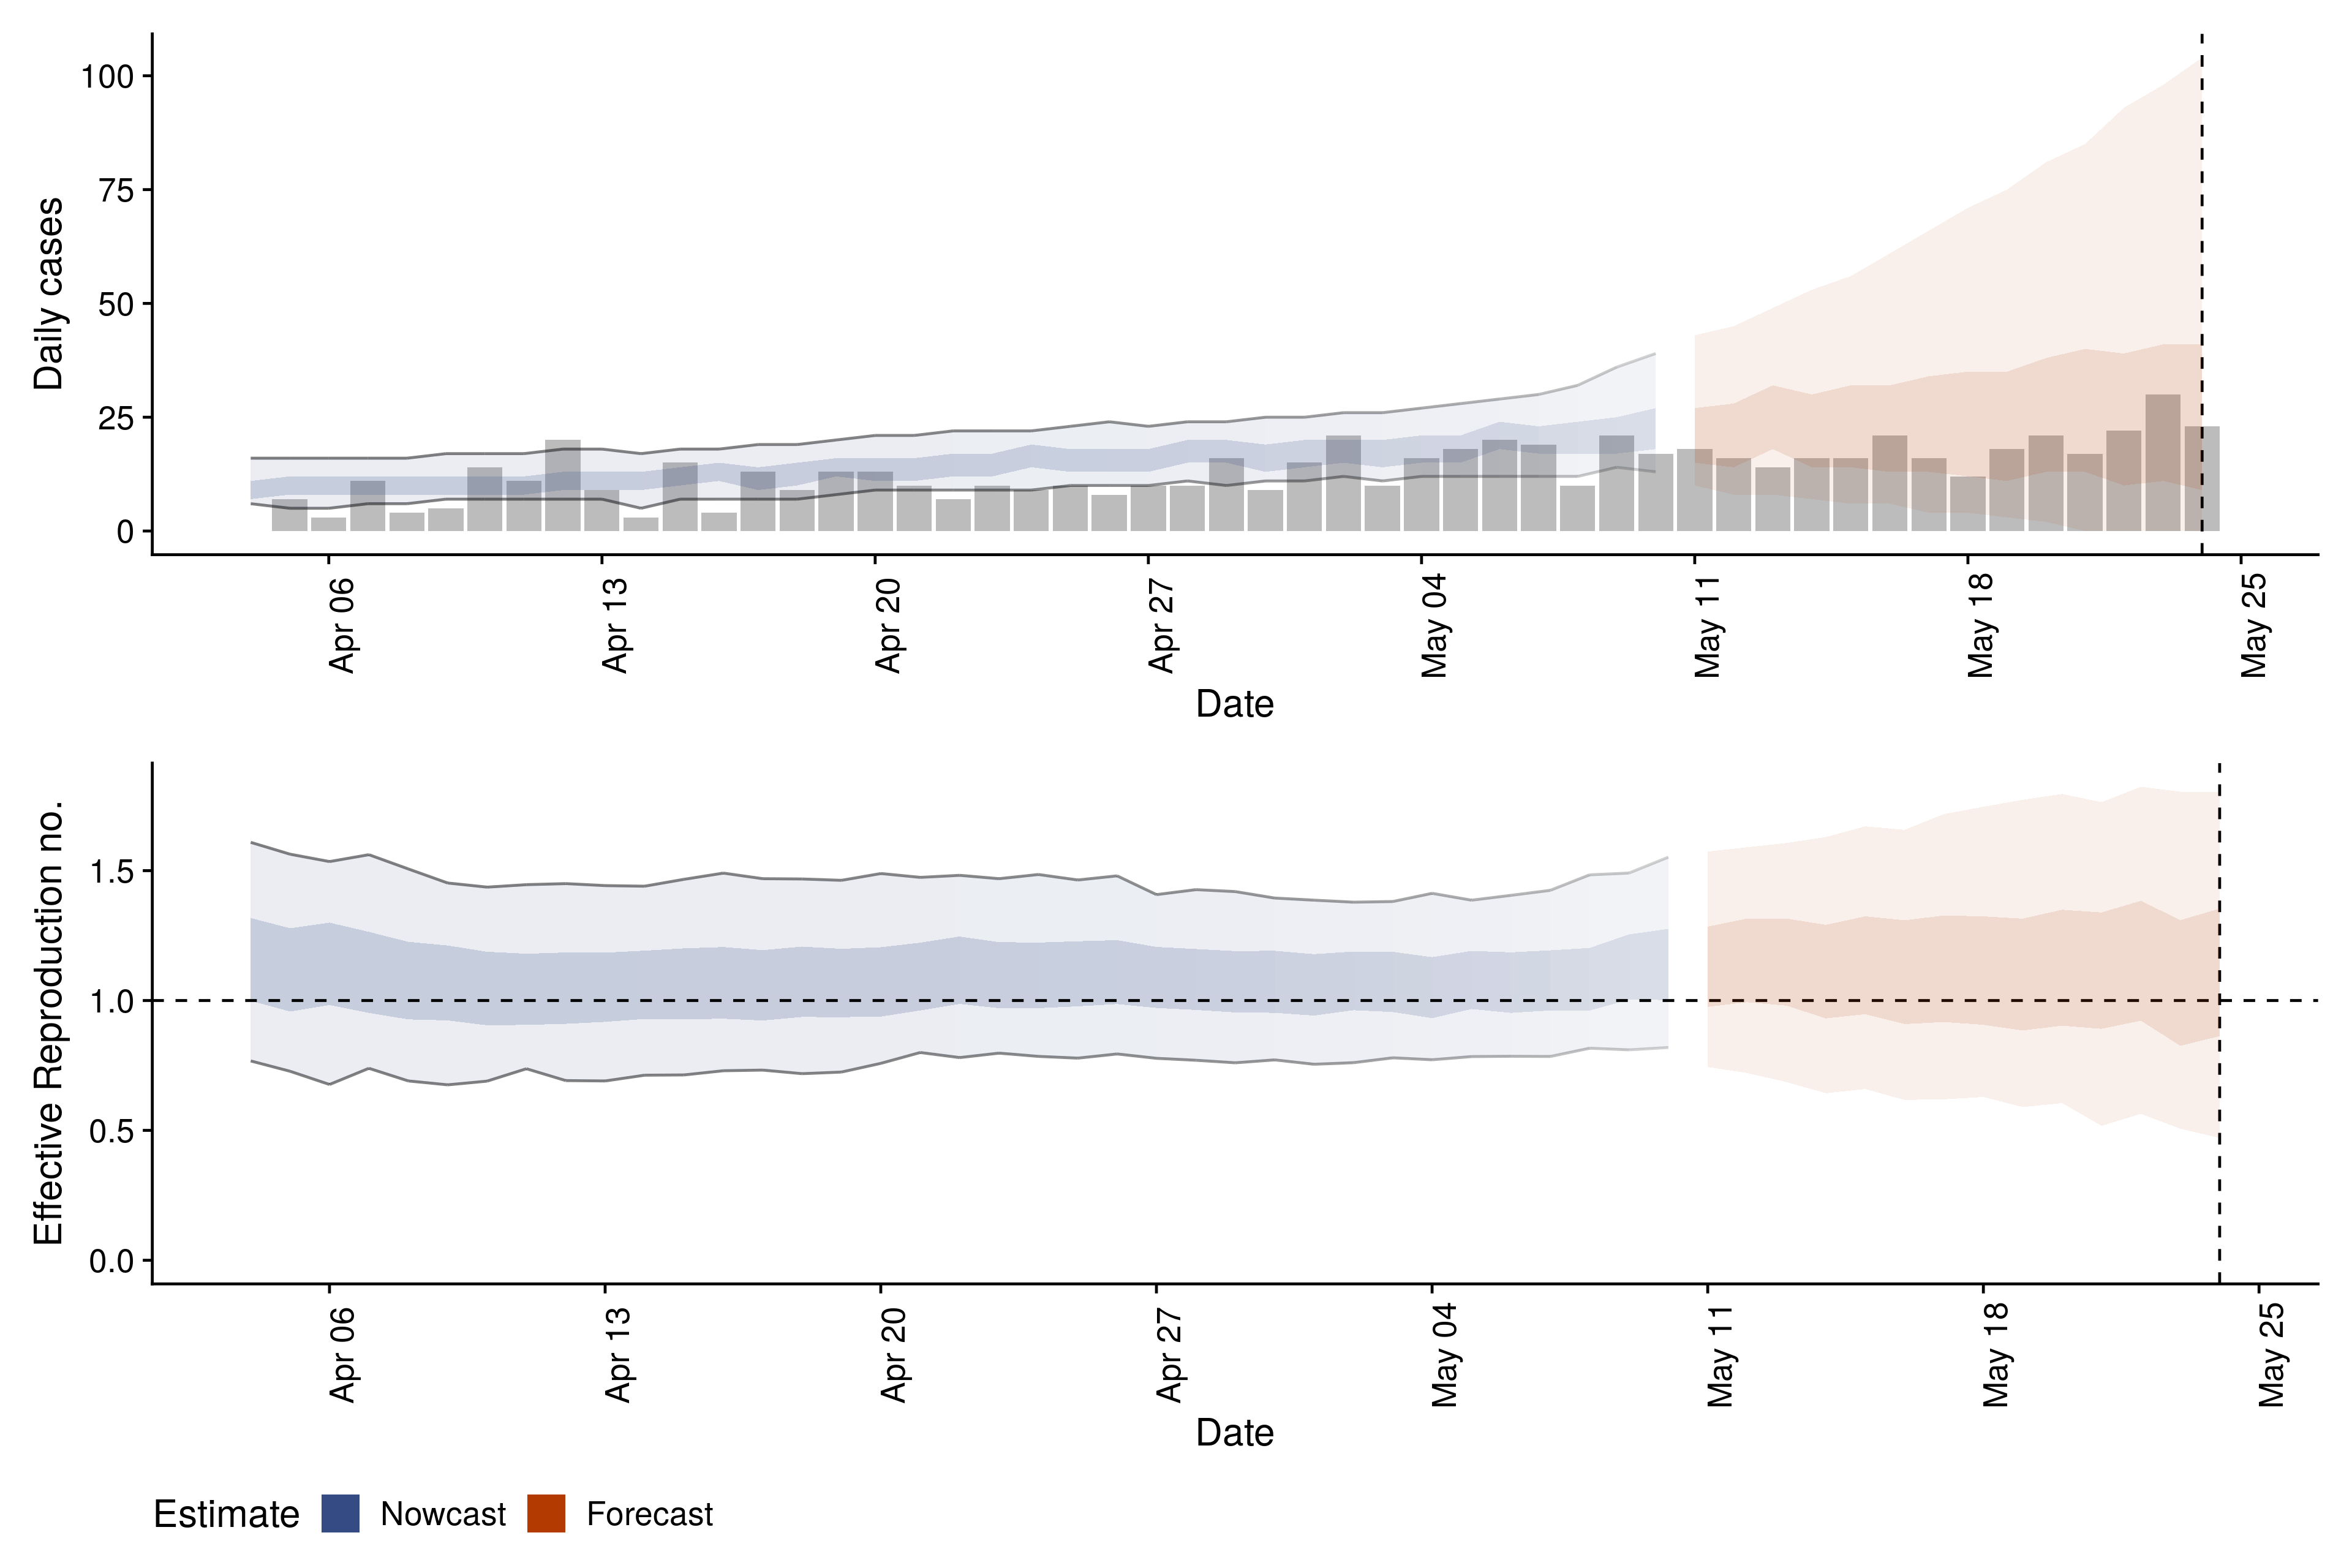 Daily cases
100
75
50
25
0
Apr 06
Apr 13
Apr 20
Apr 27
May 04
May 11
May 18
May 25
Date
Effective Reproduction no.
1.5
1.0
0.5
0.0
Apr 06
Apr 13
Apr 20
Apr 27
May 04
May 11
May 18
May 25
Date
Estimate Nowcast Forecast